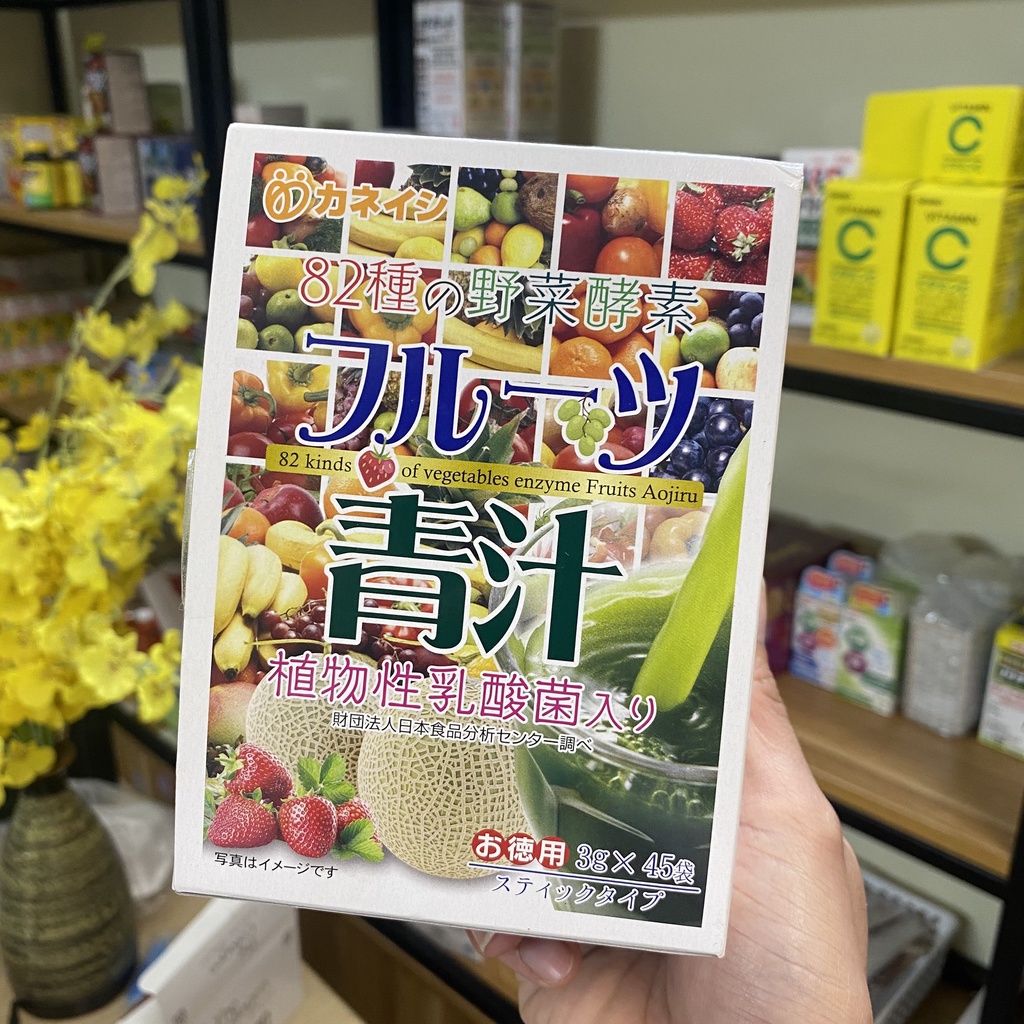 カネイシ
82種の野菜酵素
フルーツ
82 kinds of vegetables enzyme Fruits Aojiru
青汁
植物性乳酸菌入り
財団法人日本食品分析センター調べ
お徳用 3g×45袋
スティックタイプ
写真はイメージです
VITAMIN
C
VITAMIN
C
VITAMIN
C